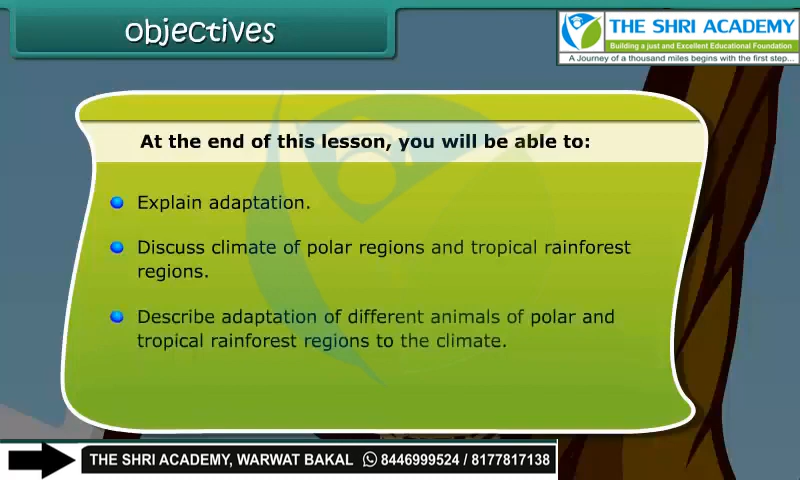 objectives
THE SHRI ACADEMY
Building a just and Excellent Educational Foundation
A Journey of a thousand miles begins with the first step...
At the end of this lesson, you will be able to:
Explain adaptation.
Discuss climate of polar regions and tropical rainforest
regions.
Describe adaptation of different animals of polar and
tropical rainforest regions to the climate.
THE SHRI ACADEMY, WARWAT BAKAL 8446999524 / 8177817138